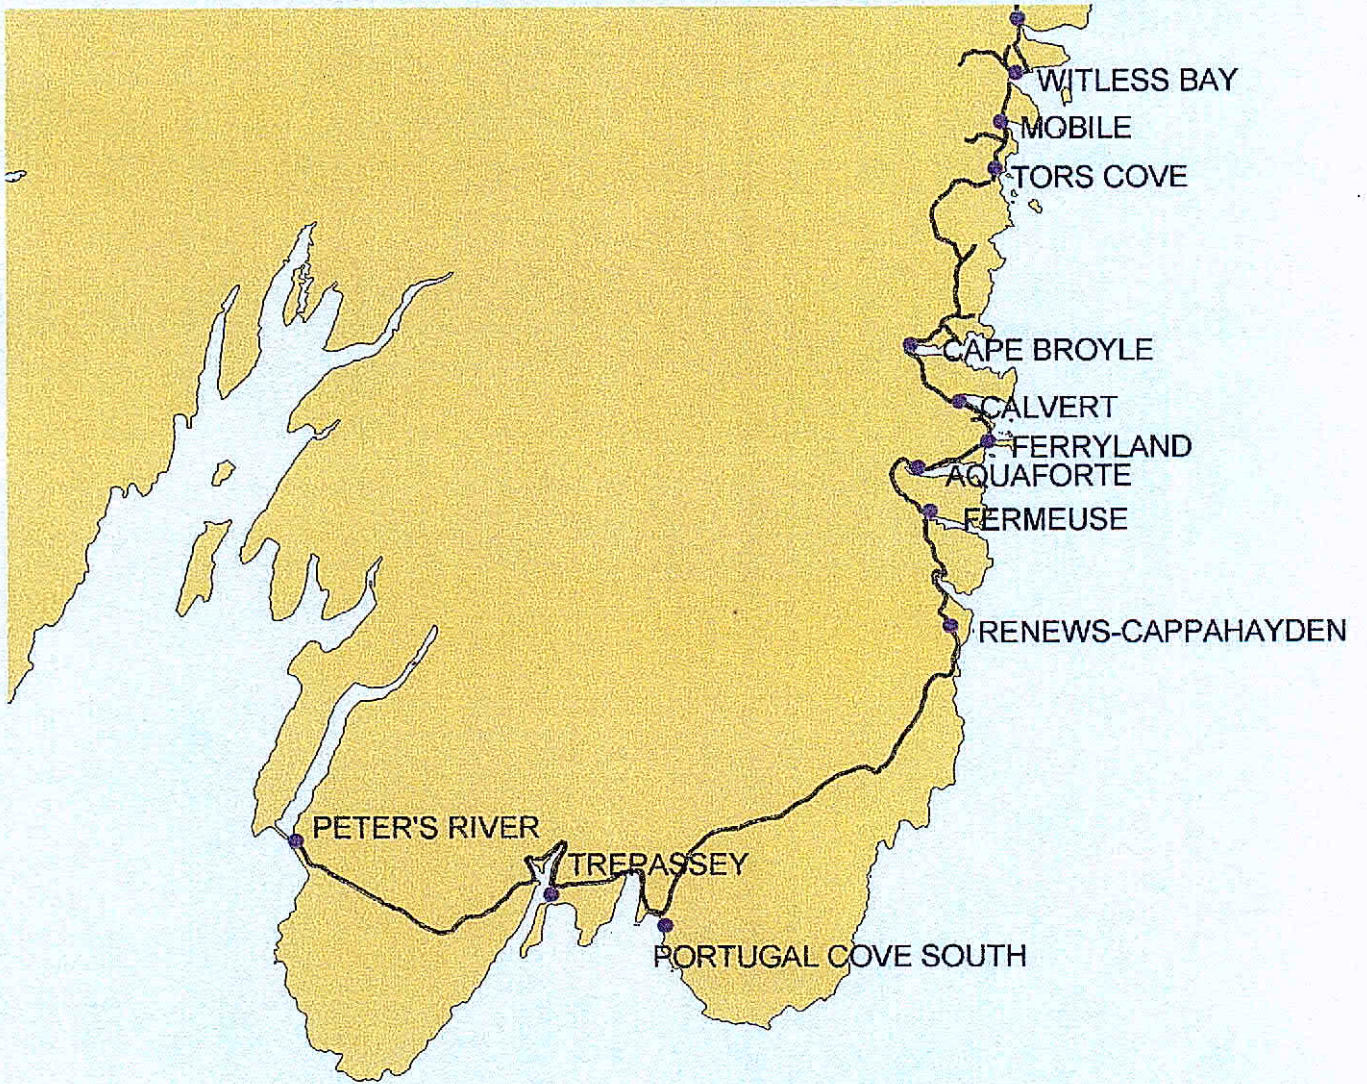 WITLESS BAY
MOBILE
TORS COVE
CAPE BROYLE
CALVERT
FERRYLAND
AQUAFORTE
FERMEUSE
RENEWS-CAPPAHAYDEN
PETER'S RIVER
TREPASSEY
PORTUGAL COVE SOUTH